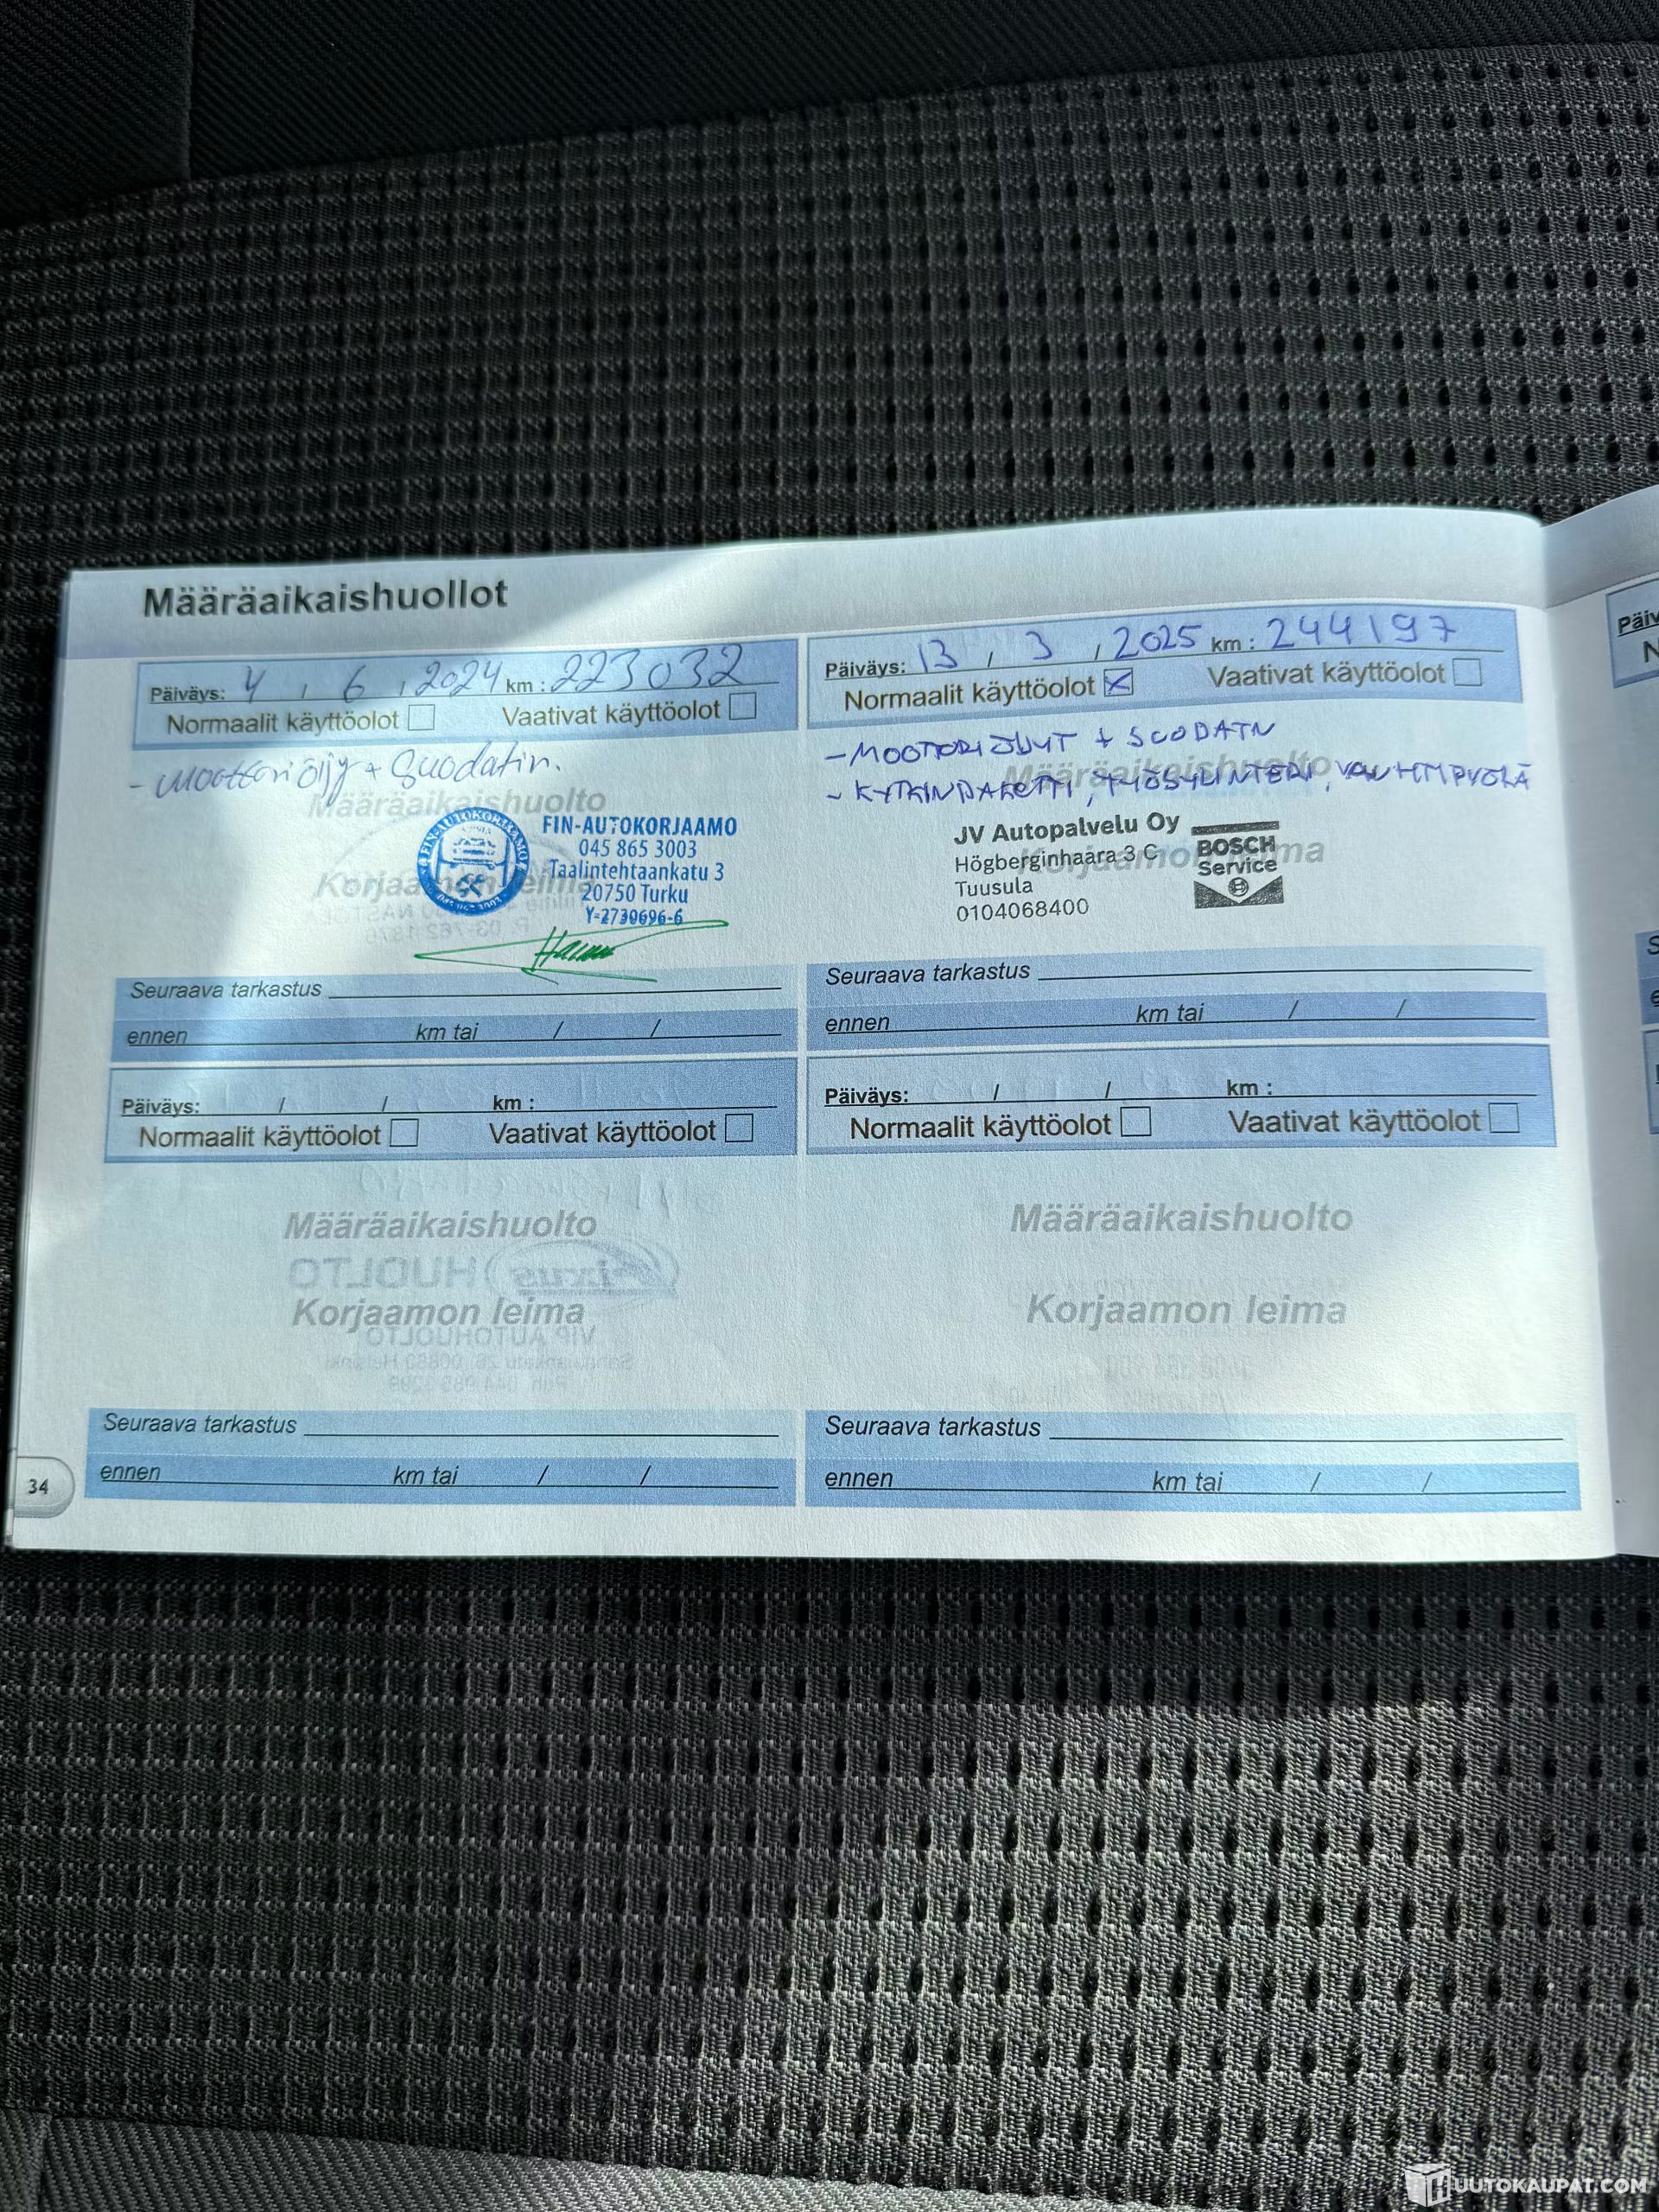 Määräaikaishuollot
Päiväys: 4 / 6 / 2024 km : 223032
Normaalit käyttöolot Vaativat käyttöolot
- Moottoriöljy + Suodatin.
Määräaikaishuolto
Korjaamon leima
FIN-AUTOKORJAAMO
045 865 3003
Taalintehtaankatu 3
20750 Turku
Y-2730696-6
Seuraava tarkastus
ennen km tai / /
Päiväys: 13 / 3 / 2025 km : 244197
Normaalit käyttöolot X Vaativat käyttöolot
- MOOTTORIÖLJYT + SUODATN
- KYTKINPAKETTI, TYÖSYLINTERI, VAUHTIPYÖRÄ
Määräaikaishuolto
Korjaamon leima
JV Autopalvelu Oy
Högberginhaara 3 C
Tuusula
0104068400
BOSCH
Service
Seuraava tarkastus
ennen km tai / /
Päiväys: / / km :
Normaalit käyttöolot Vaativat käyttöolot
Määräaikaishuolto
Korjaamon leima
Seuraava tarkastus
ennen km tai / /
Päiväys: / / km :
Normaalit käyttöolot Vaativat käyttöolot
Määräaikaishuolto
Korjaamon leima
Seuraava tarkastus
ennen km tai / /
34
Päiv
N
HUUTOKAUPAT.COM